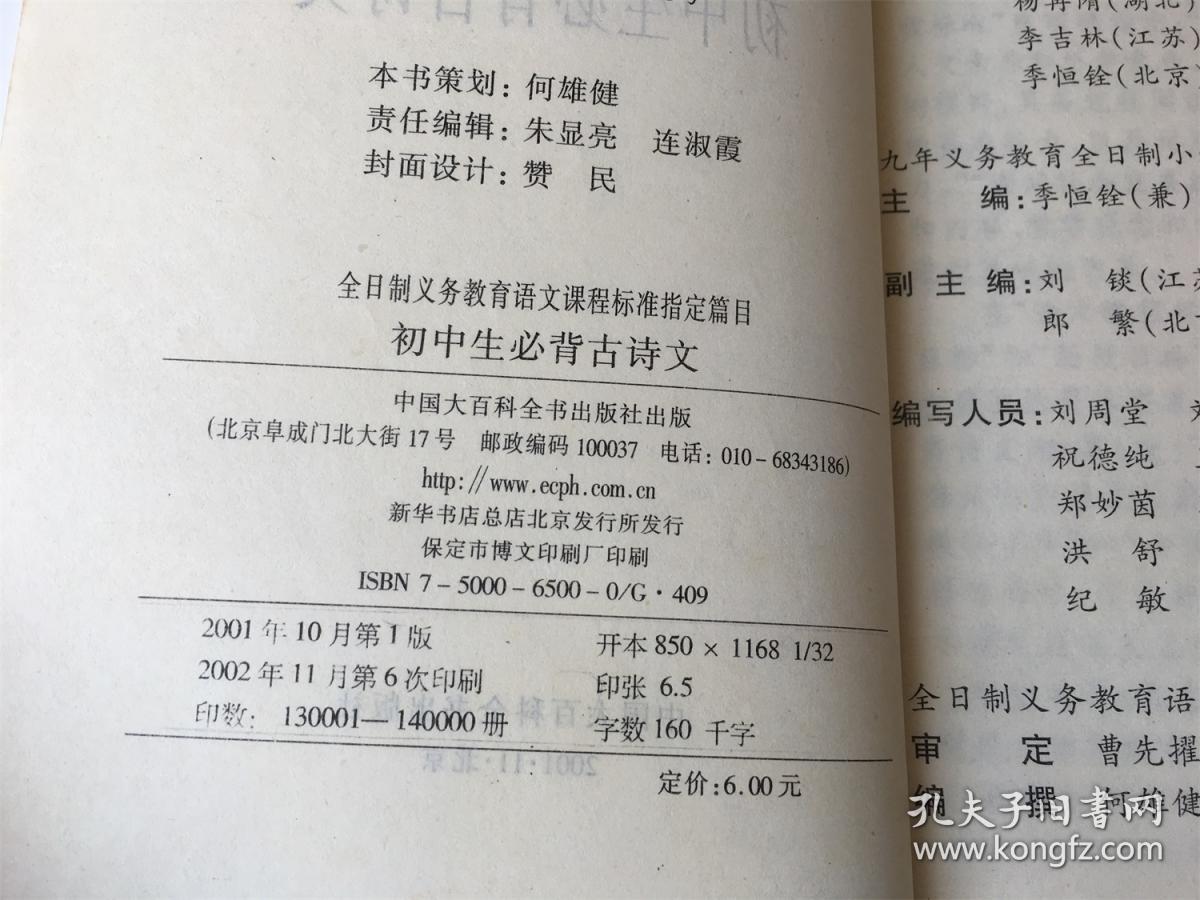 本书策划：何雄健
责任编辑：朱显亮 连淑霞
封面设计：赞 民
全日制义务教育语文课程标准指定篇目
初中生必背古诗文
中国大百科全书出版社出版
(北京阜成门北大街17号 邮政编码100037 电话：010-68343186)
http://www.ecph.com.cn
新华书店总店北京发行所发行
保定市博文印刷厂印刷
ISBN 7-5000-6500-0/G·409
2001年10月第1版 开本850×1168 1/32
2002年11月第6次印刷 印张6.5
印数：130001—140000册 字数160千字
定价:6.00元
(湖北)
李吉林(江苏)
季恒铨(北京)
九年义务教育全日制小
主 编:季恒铨(兼)
副主编:刘 锬(江苏
郎 繁(北
编写人员:刘周堂
祝德纯
郑妙茵
洪 舒
纪 敏
全日制义务教育语
审 定 曹先擢
编 撰 何雄健
孔夫子旧书网
www.kongfz.com